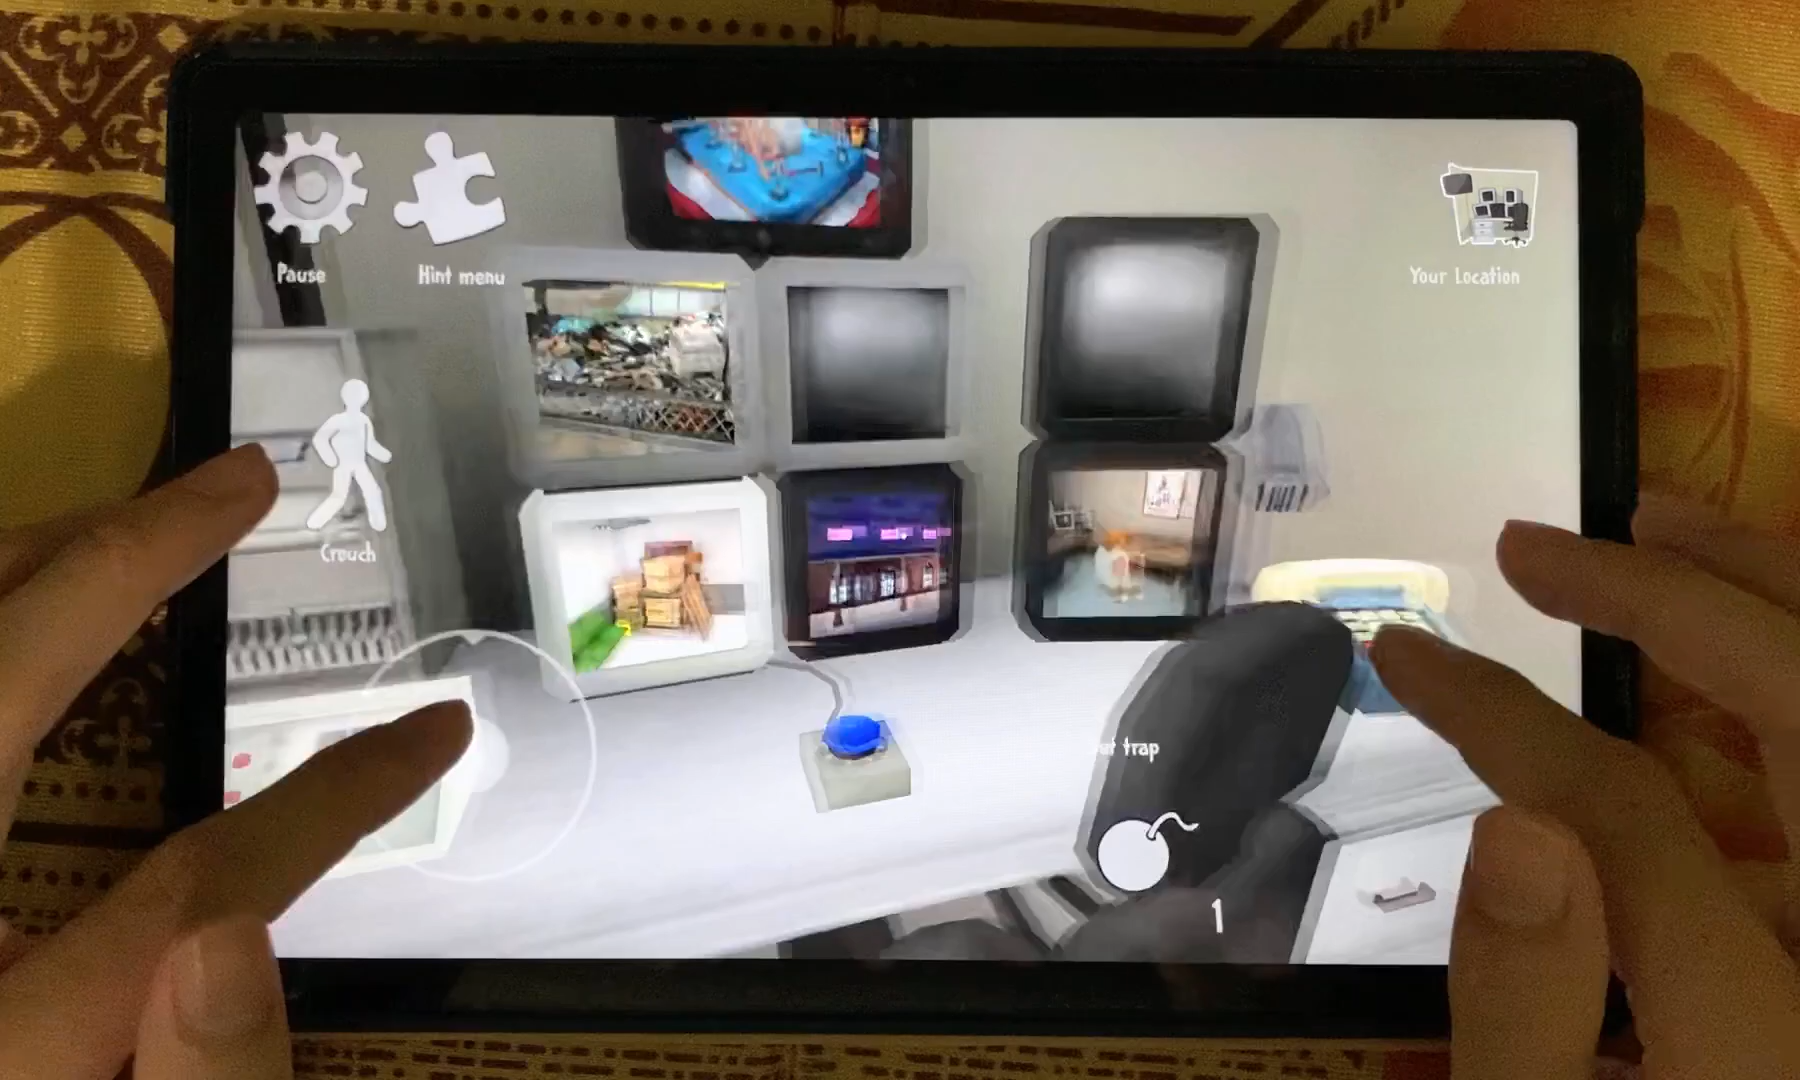 Pause
Hint menu
Your Location
Crouch
trap
1